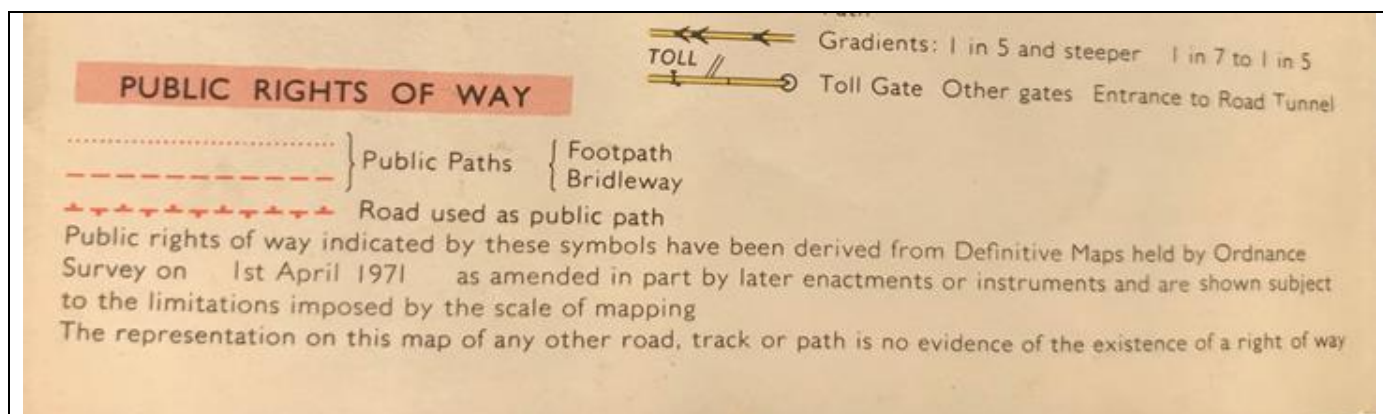 Gradients: 1 in 5 and steeper 1 in 7 to 1 in 5
TOLL
Toll Gate Other gates Entrance to Road Tunnel
PUBLIC RIGHTS OF WAY
Public Paths
Footpath
Bridleway
Road used as public path
Public rights of way indicated by these symbols have been derived from Definitive Maps held by Ordnance
Survey on 1st April 1971 as amended in part by later enactments or instruments and are shown subject
to the limitations imposed by the scale of mapping
The representation on this map of any other road, track or path is no evidence of the existence of a right of way